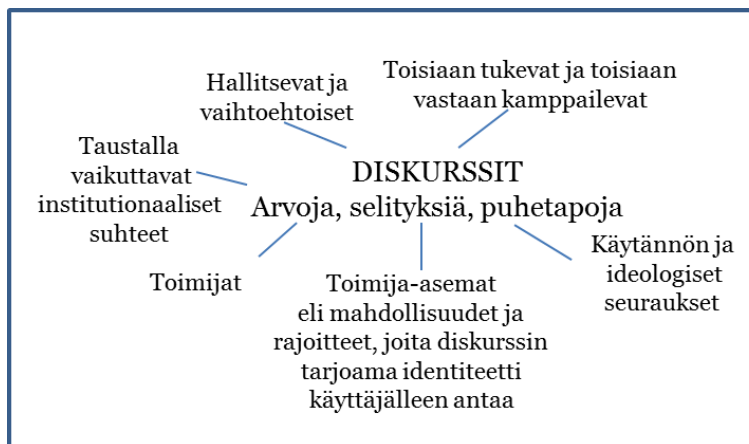 Hallitsevat ja
vaihtoehtoiset
Toisiaan tukevat ja toisiaan
vastaan kamppailevat
Taustalla
vaikuttavat
institutionaaliset
suhteet
DISKURSSIT
Arvoja, selityksiä, puhetapoja
Toimijat
Toimija-asemat
eli mahdollisuudet ja
rajoitteet, joita diskurssin
tarjoama identiteetti
käyttäjälleen antaa
Käytännön ja
ideologiset
seuraukset